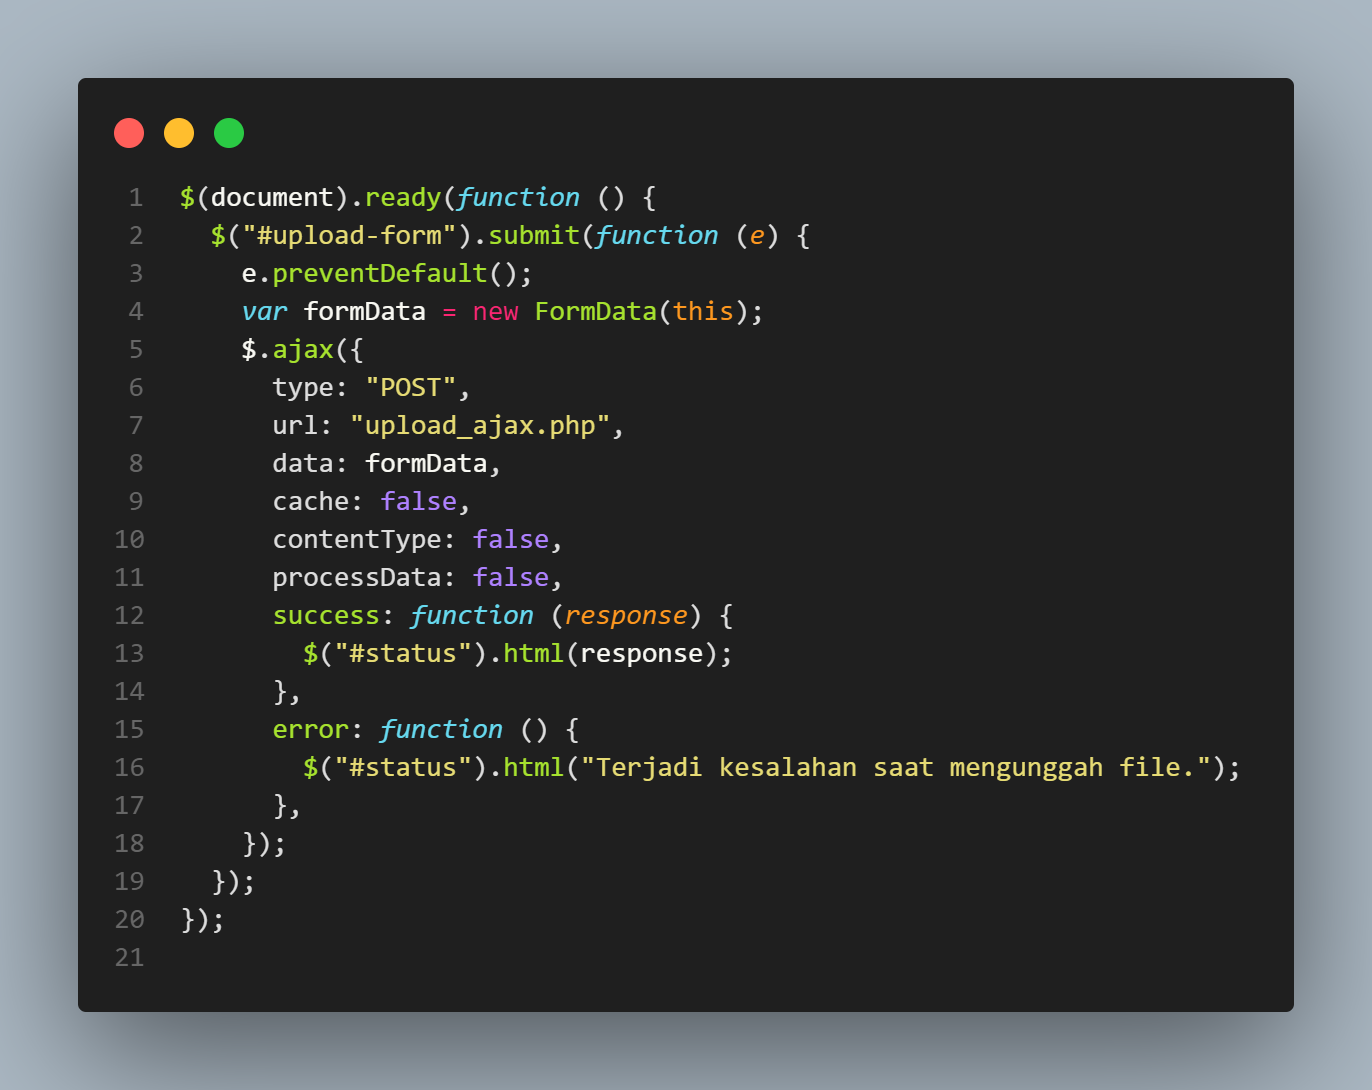 1 $(document).ready(function () {
2   $("#upload-form").submit(function (e) {
3     e.preventDefault();
4     var formData = new FormData(this);
5     $.ajax({
6       type: "POST",
7       url: "upload_ajax.php",
8       data: formData,
9       cache: false,
10       contentType: false,
11       processData: false,
12       success: function (response) {
13         $("#status").html(response);
14       },
15       error: function () {
16         $("#status").html("Terjadi kesalahan saat mengunggah file.");
17       },
18     });
19   });
20 });
21